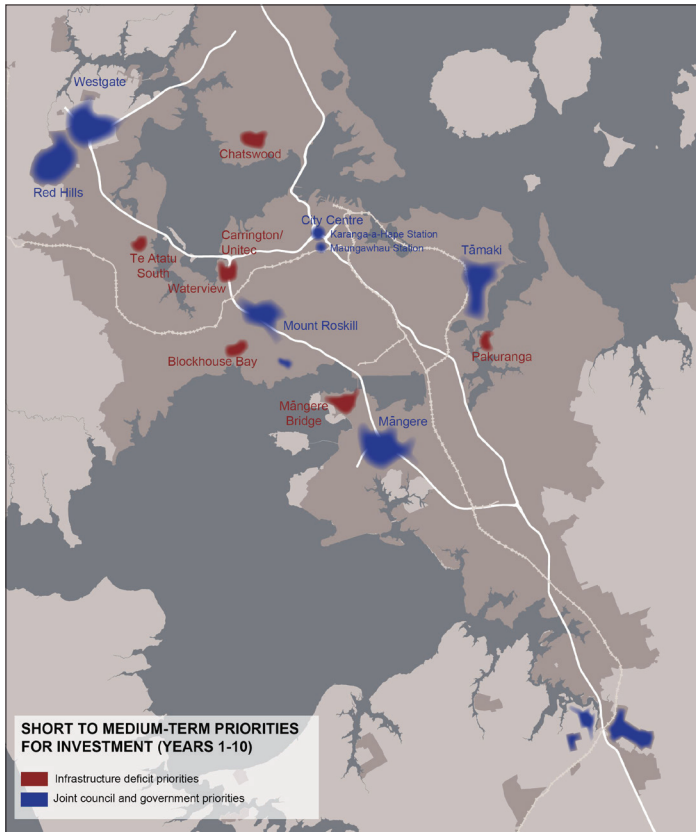 Westgate
Red Hills
Chatswood
City Centre
Karanga-a-Hape Station
Maungawhau Station
Carrington/
Unitec
Te Atatu
South
Waterview
Tāmaki
Mount Roskill
Blockhouse Bay
Pakuranga
Māngere
Bridge
Māngere
SHORT TO MEDIUM-TERM PRIORITIES
FOR INVESTMENT (YEARS 1-10)
Infrastructure deficit priorities
Joint council and government priorities